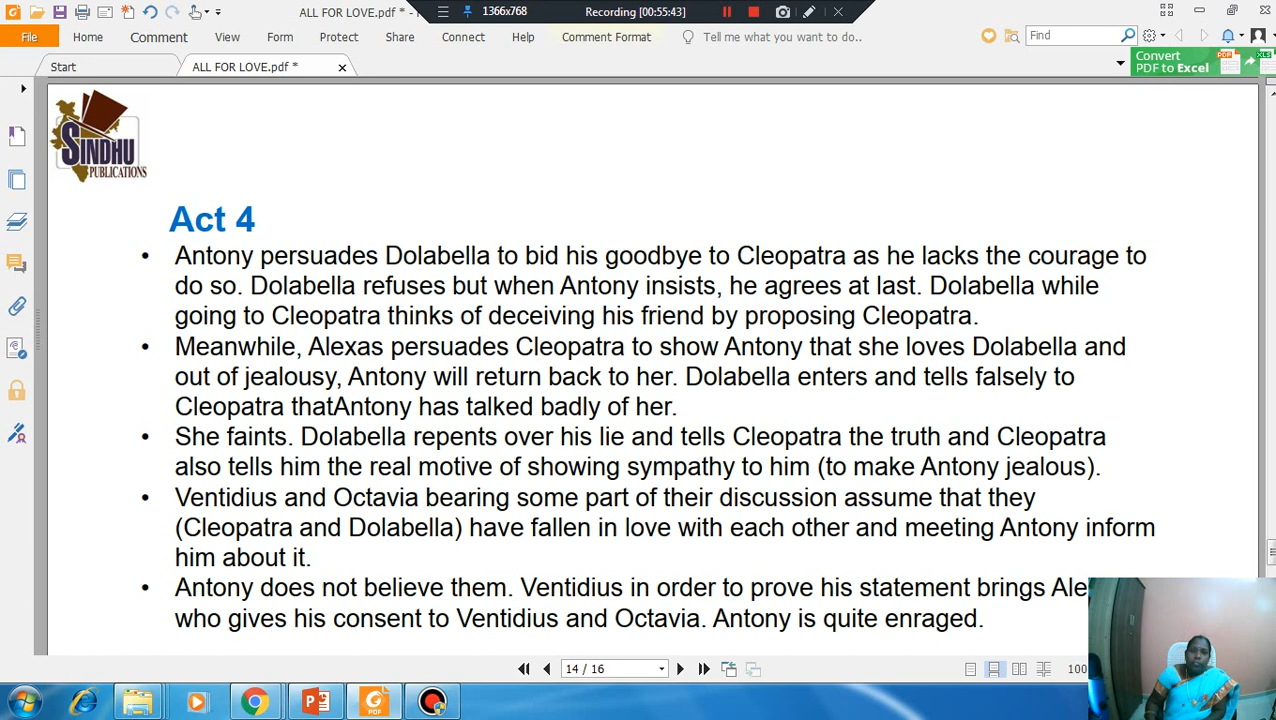 ALL FOR LOVE.pdf * - F
1366x768
Recording [00:55:43]
File Home Comment View Form Protect Share Connect Help Comment Format Tell me what you want to do.. Find
Start
ALL FOR LOVE.pdf *
Convert
PDF to Excel
PDF
XLS
SINDHU
PUBLICATIONS
Act 4
• Antony persuades Dolabella to bid his goodbye to Cleopatra as he lacks the courage to
do so. Dolabella refuses but when Antony insists, he agrees at last. Dolabella while
going to Cleopatra thinks of deceiving his friend by proposing Cleopatra.
• Meanwhile, Alexas persuades Cleopatra to show Antony that she loves Dolabella and
out of jealousy, Antony will return back to her. Dolabella enters and tells falsely to
Cleopatra thatAntony has talked badly of her.
• She faints. Dolabella repents over his lie and tells Cleopatra the truth and Cleopatra
also tells him the real motive of showing sympathy to him (to make Antony jealous).
• Ventidius and Octavia bearing some part of their discussion assume that they
(Cleopatra and Dolabella) have fallen in love with each other and meeting Antony inform
him about it.
• Antony does not believe them. Ventidius in order to prove his statement brings Ale
who gives his consent to Ventidius and Octavia. Antony is quite enraged.
14 / 16
100
PDF